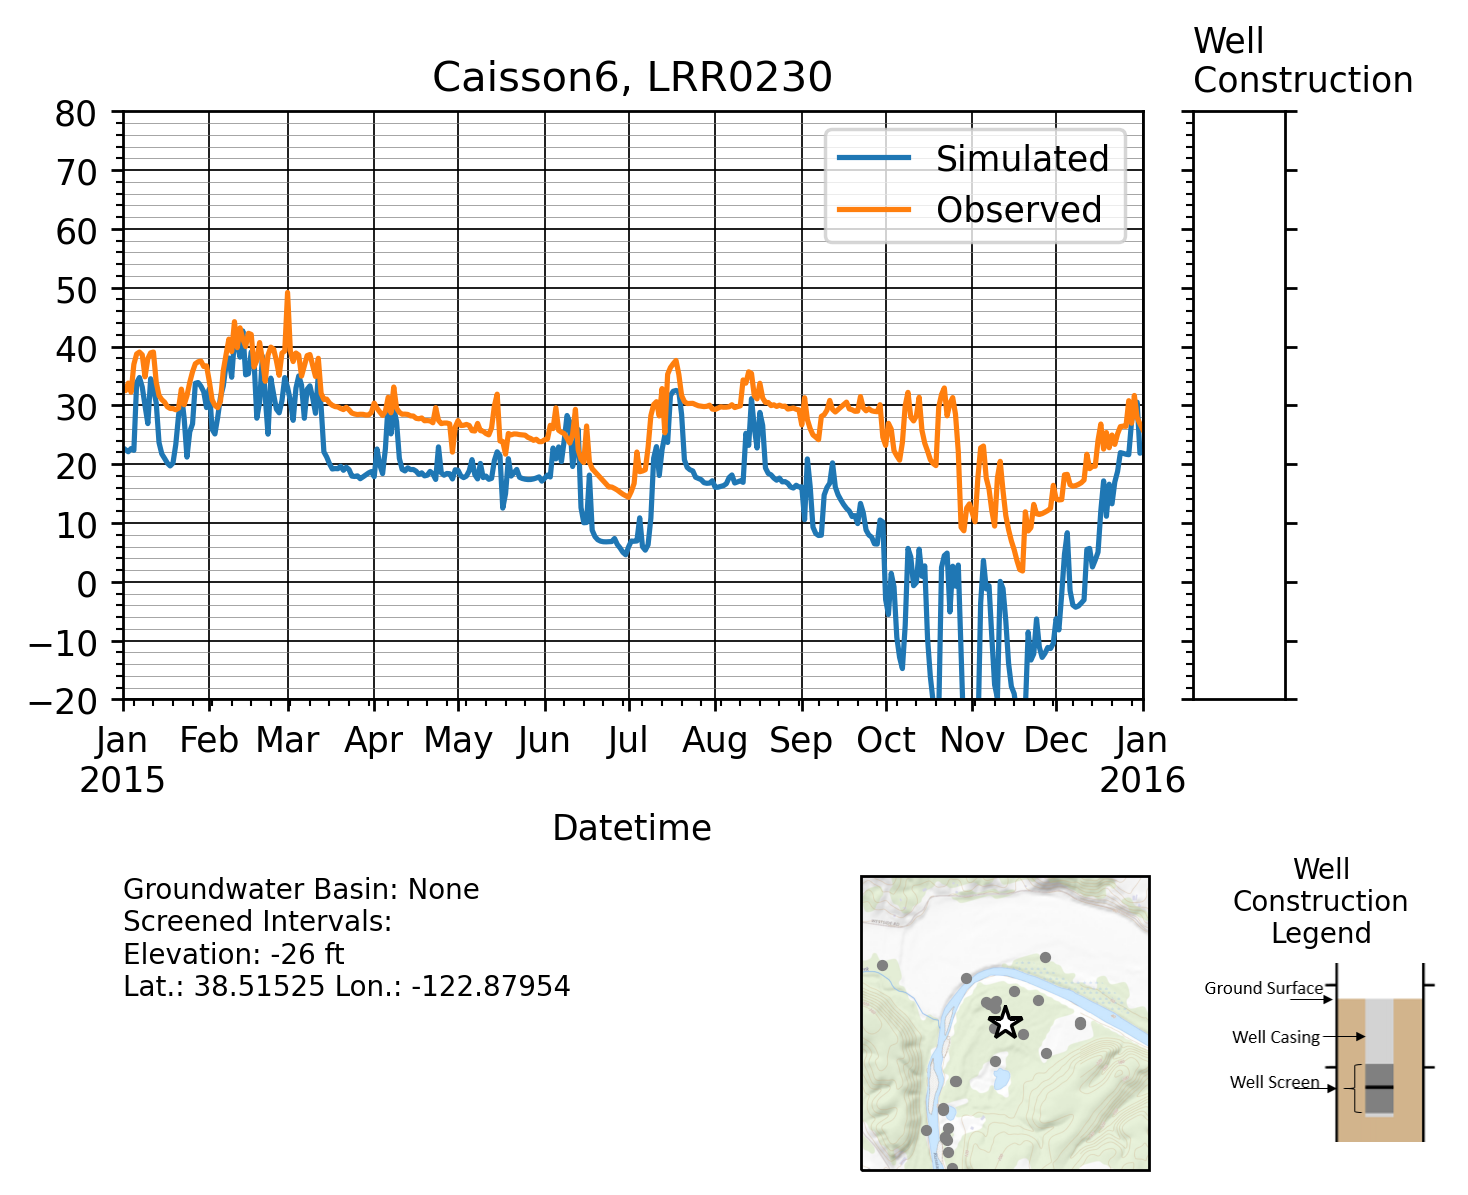 Well
Construction
Caisson6, LRR0230
Simulated
Observed
80
70
60
50
40
30
20
10
0
−10
−20
Jan
2015
Feb
Mar
Apr
May
Jun
Jul
Aug
Sep
Oct
Nov
Dec
Jan
2016
Datetime
Groundwater Basin: None
Screened Intervals:
Elevation: -26 ft
Lat.: 38.51525 Lon.: -122.87954
Well
Construction
Legend
Ground Surface
Well Casing
Well Screen